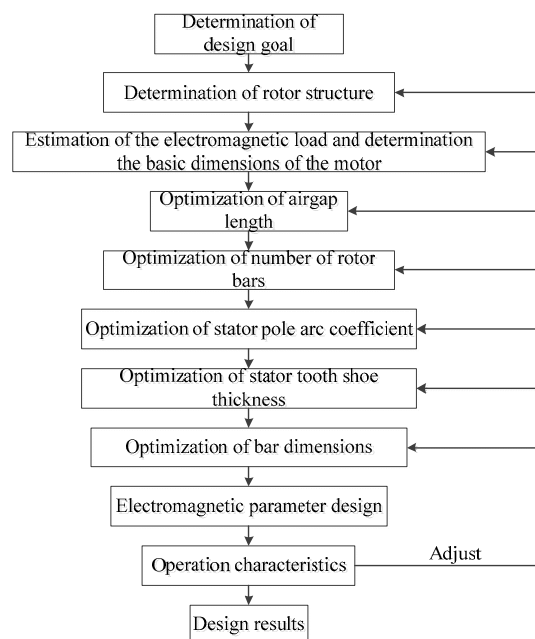 Determination of
design goal
Determination of rotor structure
Estimation of the electromagnetic load and determination
the basic dimensions of the motor
Optimization of airgap
length
Optimization of number of rotor
bars
Optimization of stator pole arc coefficient
Optimization of stator tooth shoe
thickness
Optimization of bar dimensions
Electromagnetic parameter design
Operation characteristics
Adjust
Design results